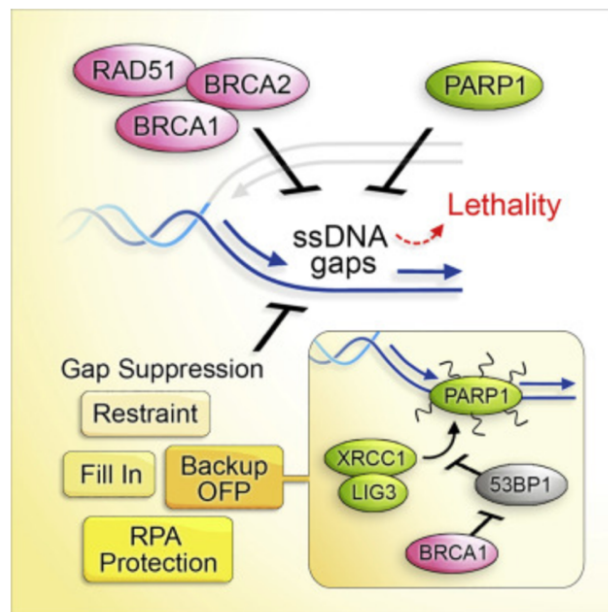 RAD51
BRCA2
BRCA1
PARP1
Lethality
ssDNA
gaps
Gap Suppression
Restraint
Fill In
Backup
OFP
RPA
Protection
PARP1
XRCC1
LIG3
53BP1
BRCA1